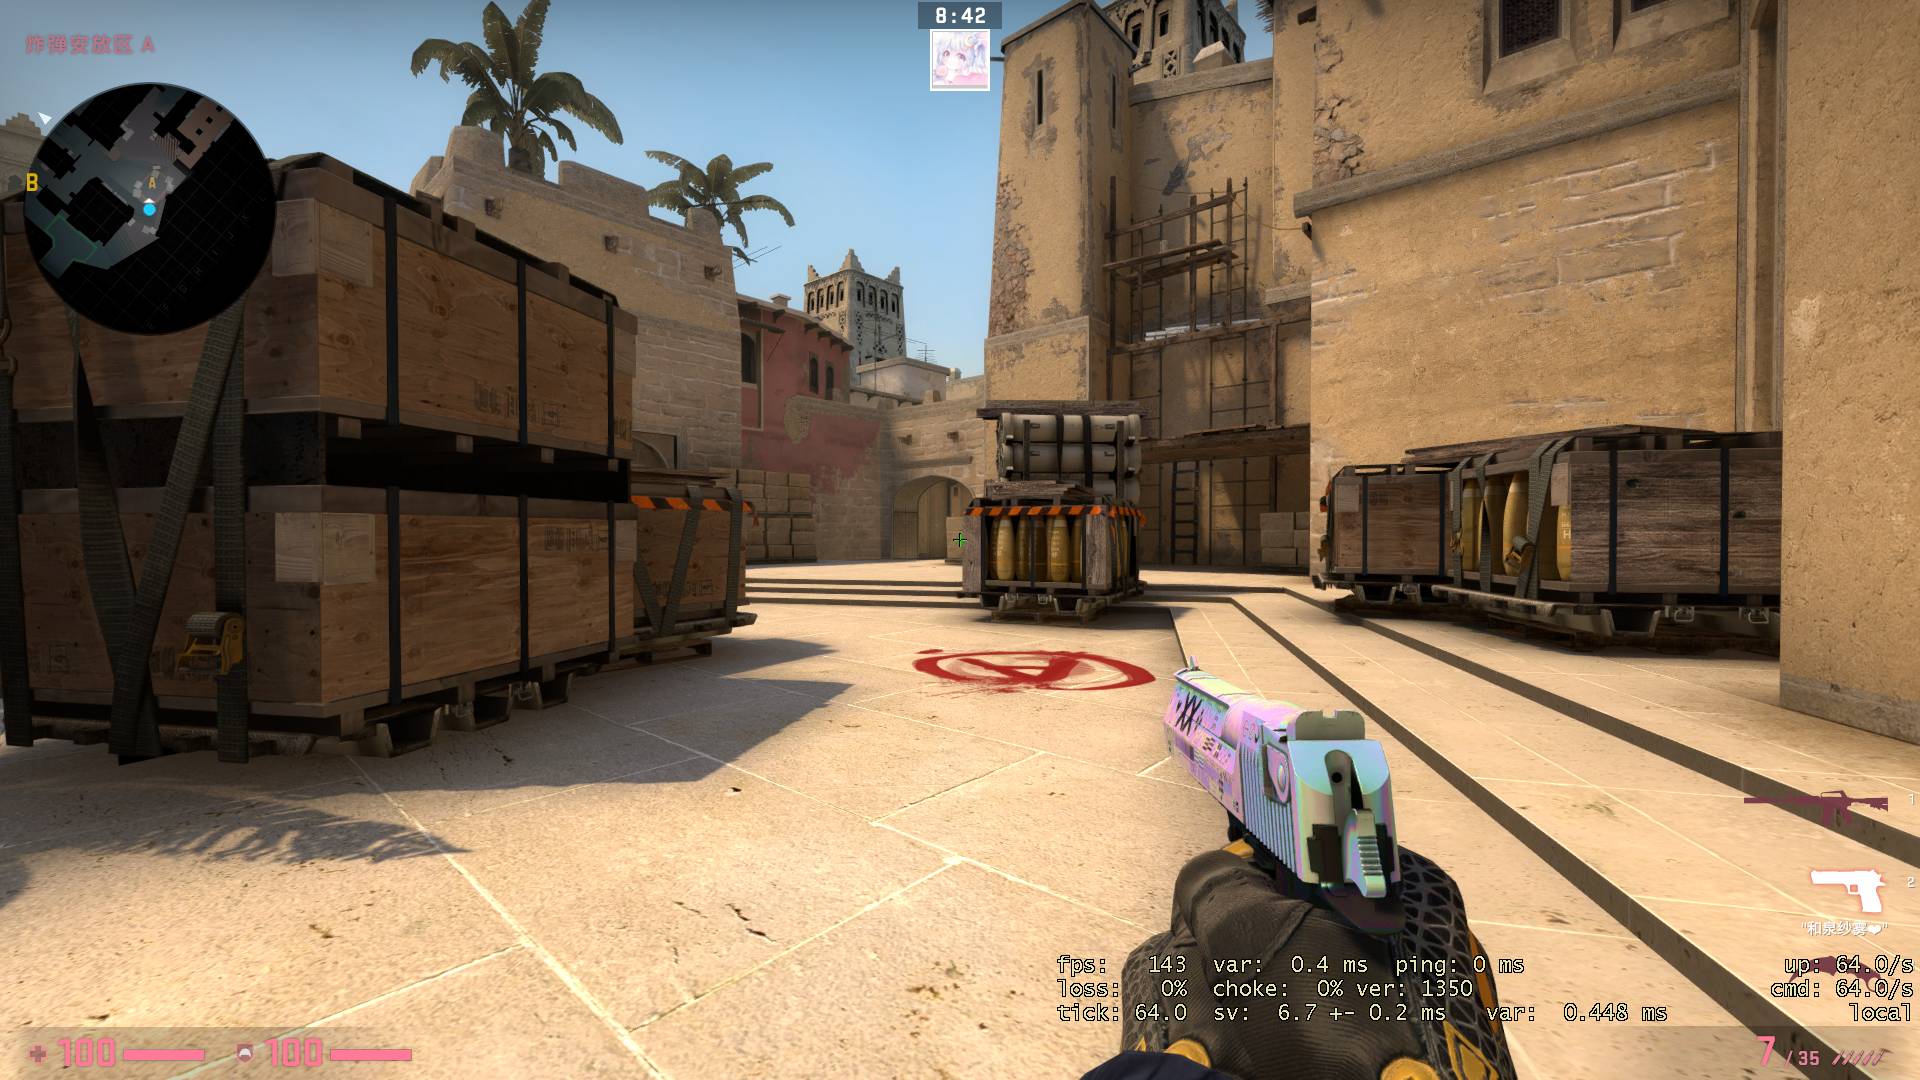 8:42
炸弹安放区 A
B
A
A
XX
1
2
"和泉纱雾❤"
fps: 143 var: 0.4 ms ping: 0 ms
up: 64.0/s
loss: 0% choke: 0% ver: 1350
cmd: 64.0/s
tick: 64.0 sv: 6.7 +- 0.2 ms var: 0.448 ms
local
100
100
7 / 35